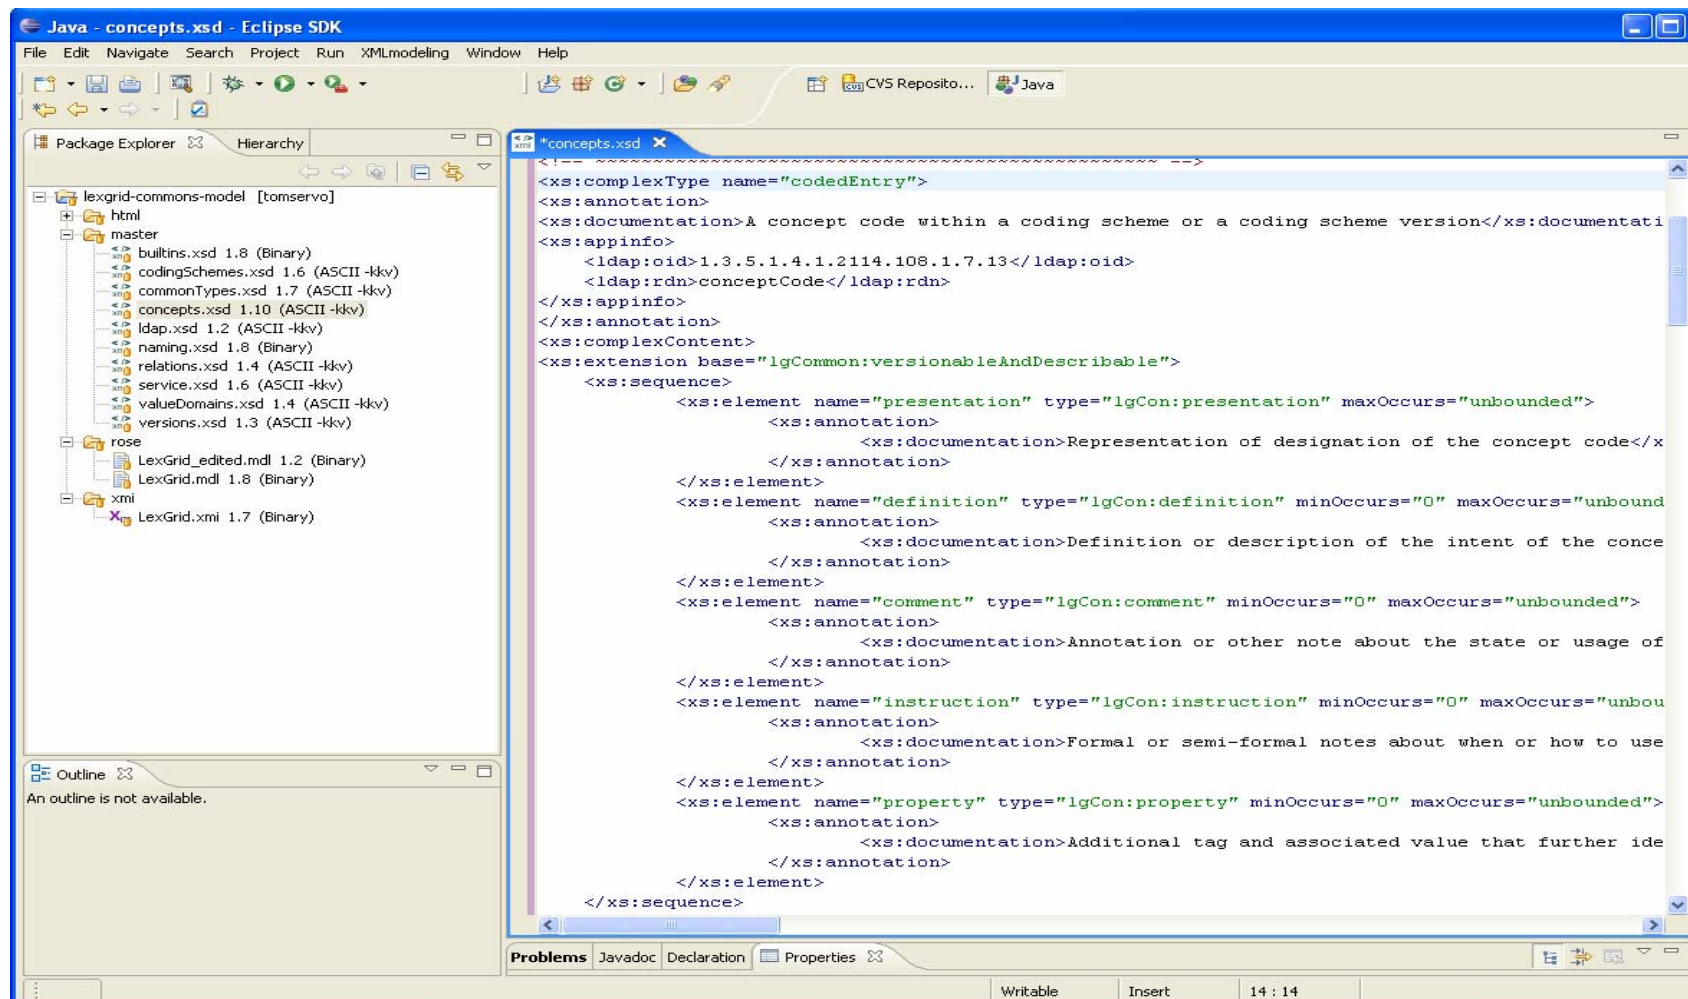 Java - concepts.xsd - Eclipse SDK
File Edit Navigate Search Project Run XMLmodeling Window Help
CVS Reposito... Java
Package Explorer Hierarchy
lexgrid-commons-model [tomservo]
html
master
builtins.xsd 1.8 (Binary)
codingSchemes.xsd 1.6 (ASCII -kkv)
commonTypes.xsd 1.7 (ASCII -kkv)
concepts.xsd 1.10 (ASCII -kkv)
ldap.xsd 1.2 (ASCII -kkv)
naming.xsd 1.8 (Binary)
relations.xsd 1.4 (ASCII -kkv)
service.xsd 1.6 (ASCII -kkv)
valueDomains.xsd 1.4 (ASCII -kkv)
versions.xsd 1.3 (ASCII -kkv)
rose
LexGrid_edited.mdl 1.2 (Binary)
LexGrid.mdl 1.8 (Binary)
xmi
LexGrid.xmi 1.7 (Binary)
Outline
An outline is not available.
*concepts.xsd
<!-- ~~~~~~~~~~~~~~~~~~~~~~~~~~~~~~~~~~~~~~~~~~~~~~~~~ -->
<xs:complexType name="codedEntry">
<xs:annotation>
<xs:documentation>A concept code within a coding scheme or a coding scheme version</xs:documentati
<xs:appinfo>
<ldap:oid>1.3.5.1.4.1.2114.108.1.7.13</ldap:oid>
<ldap:rdn>conceptCode</ldap:rdn>
</xs:appinfo>
</xs:annotation>
<xs:complexContent>
<xs:extension base="lgCommon:versionableAndDescribable">
<xs:sequence>
<xs:element name="presentation" type="lgCon:presentation" maxOccurs="unbounded">
<xs:annotation>
<xs:documentation>Representation of designation of the concept code</x
</xs:annotation>
</xs:element>
<xs:element name="definition" type="lgCon:definition" minOccurs="0" maxOccurs="unbound
<xs:annotation>
<xs:documentation>Definition or description of the intent of the conce
</xs:annotation>
</xs:element>
<xs:element name="comment" type="lgCon:comment" minOccurs="0" maxOccurs="unbounded">
<xs:annotation>
<xs:documentation>Annotation or other note about the state or usage of
</xs:annotation>
</xs:element>
<xs:element name="instruction" type="lgCon:instruction" minOccurs="0" maxOccurs="unbou
<xs:annotation>
<xs:documentation>Formal or semi-formal notes about when or how to use
</xs:annotation>
</xs:element>
<xs:element name="property" type="lgCon:property" minOccurs="0" maxOccurs="unbounded">
<xs:annotation>
<xs:documentation>Additional tag and associated value that further ide
</xs:annotation>
</xs:element>
</xs:sequence>
Problems Javadoc Declaration Properties
Writable Insert 14 : 14